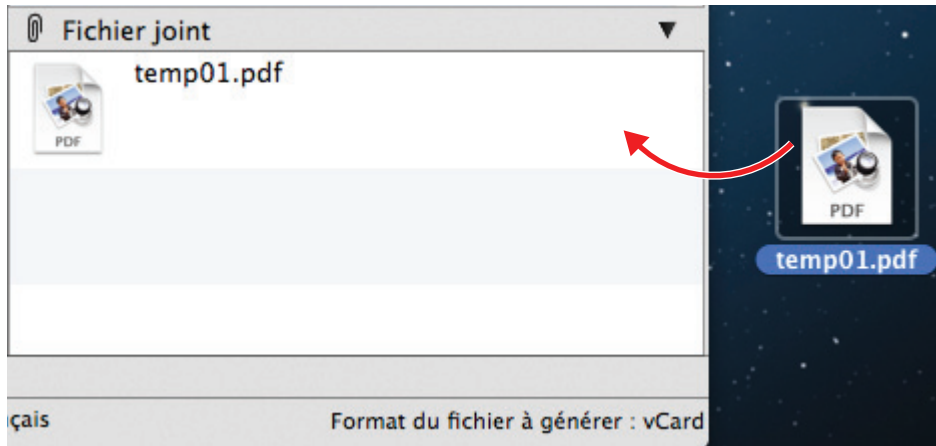 Fichier joint
temp01.pdf
PDF
PDF
temp01.pdf
çais
Format du fichier à générer : vCard